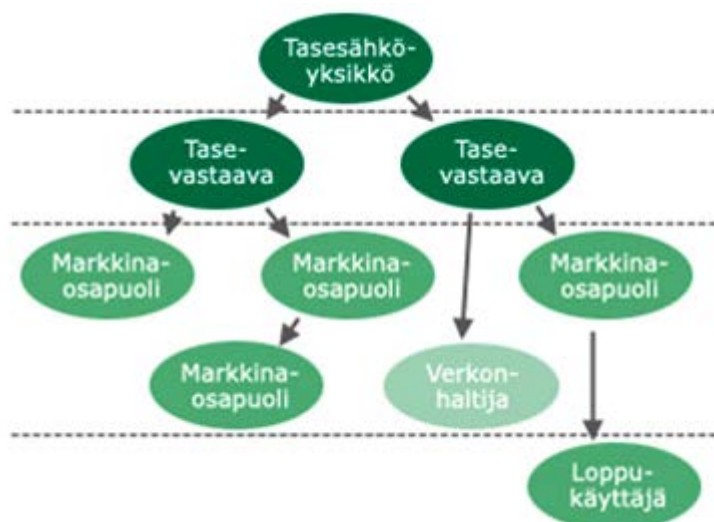 Tasesähkö-
yksikkö
Tase-
vastaava
Tase-
vastaava
Markkina-
osapuoli
Markkina-
osapuoli
Markkina-
osapuoli
Markkina-
osapuoli
Verkon-
haltija
Loppu-
käyttäjä